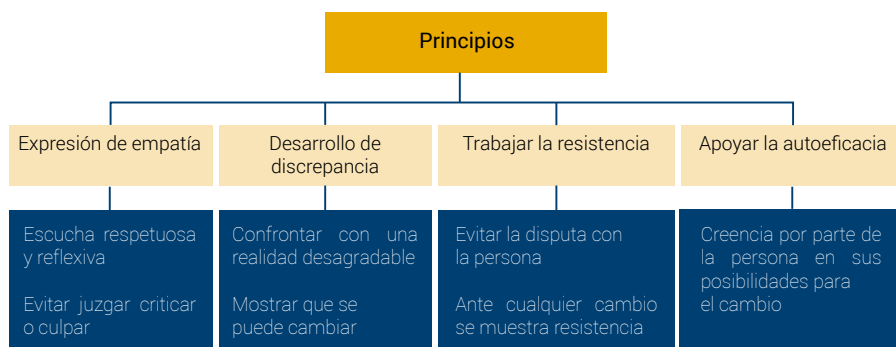 Principios
Expresión de empatía
Desarrollo de
discrepancia
Trabajar la resistencia
Apoyar la autoeficacia
Escucha respetuosa
y reflexiva
Evitar juzgar criticar
o culpar
Confrontar con una
realidad desagradable
Mostrar que se
puede cambiar
Evitar la disputa con
la persona
Ante cualquier cambio
se muestra resistencia
Creencia por parte de
la persona en sus
posibilidades para
el cambio